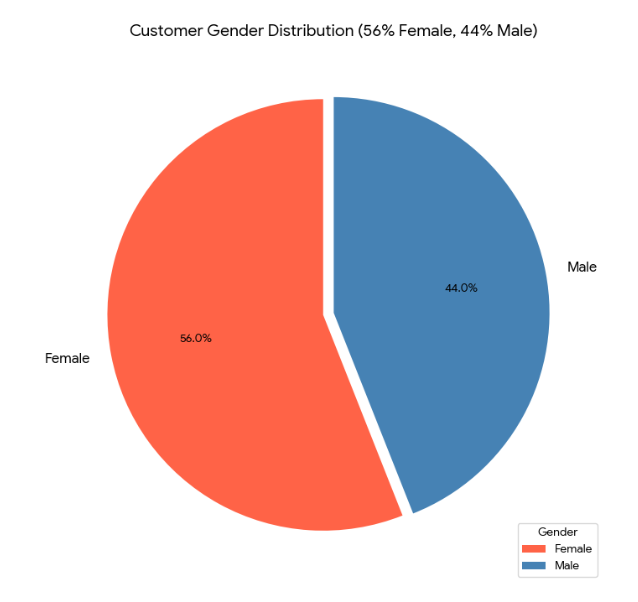 Customer Gender Distribution (56% Female, 44% Male)
Male
44.0%
56.0%
Female
Gender
Female
Male